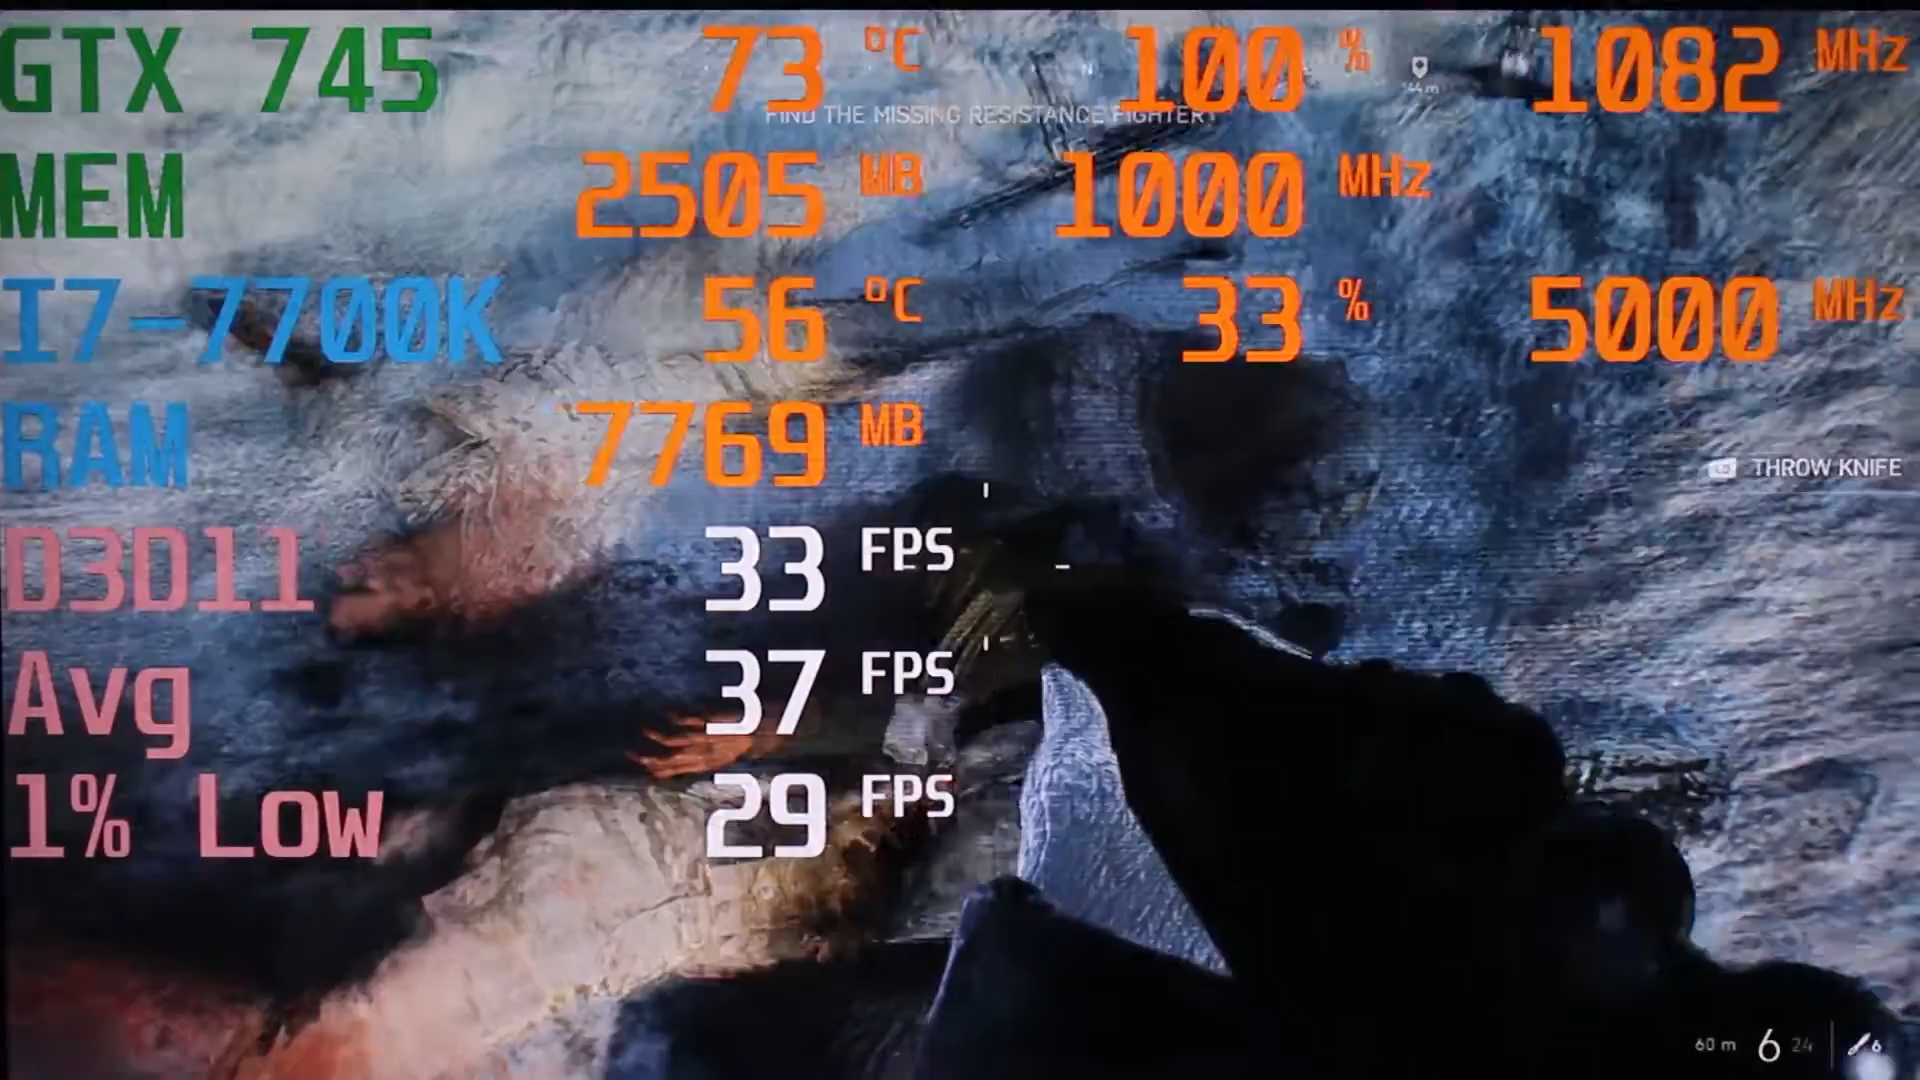 GTX 745 73 °C 100 % 1082 MHz
N
144 m
FIND THE MISSING RESISTANCE FIGHTER
MEM 2505 MB 1000 MHz
I7-7700K 56 °C 33 % 5000 MHz
RAM 7769 MB
THROW KNIFE
D3D11 33 FPS
Avg 37 FPS
1% Low 29 FPS
60 m 6 24 6